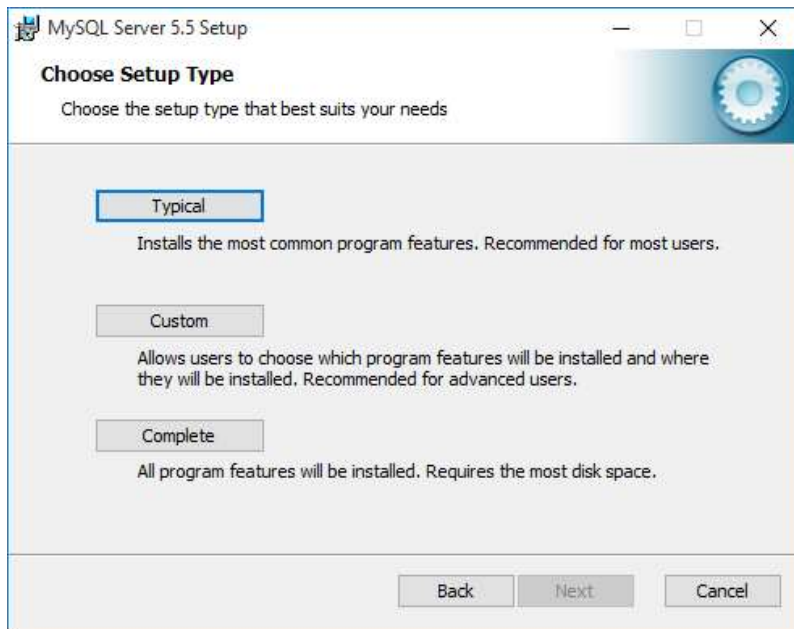 MySQL Server 5.5 Setup
Choose Setup Type
Choose the setup type that best suits your needs
Typical
Installs the most common program features. Recommended for most users.
Custom
Allows users to choose which program features will be installed and where
they will be installed. Recommended for advanced users.
Complete
All program features will be installed. Requires the most disk space.
Back
Next
Cancel